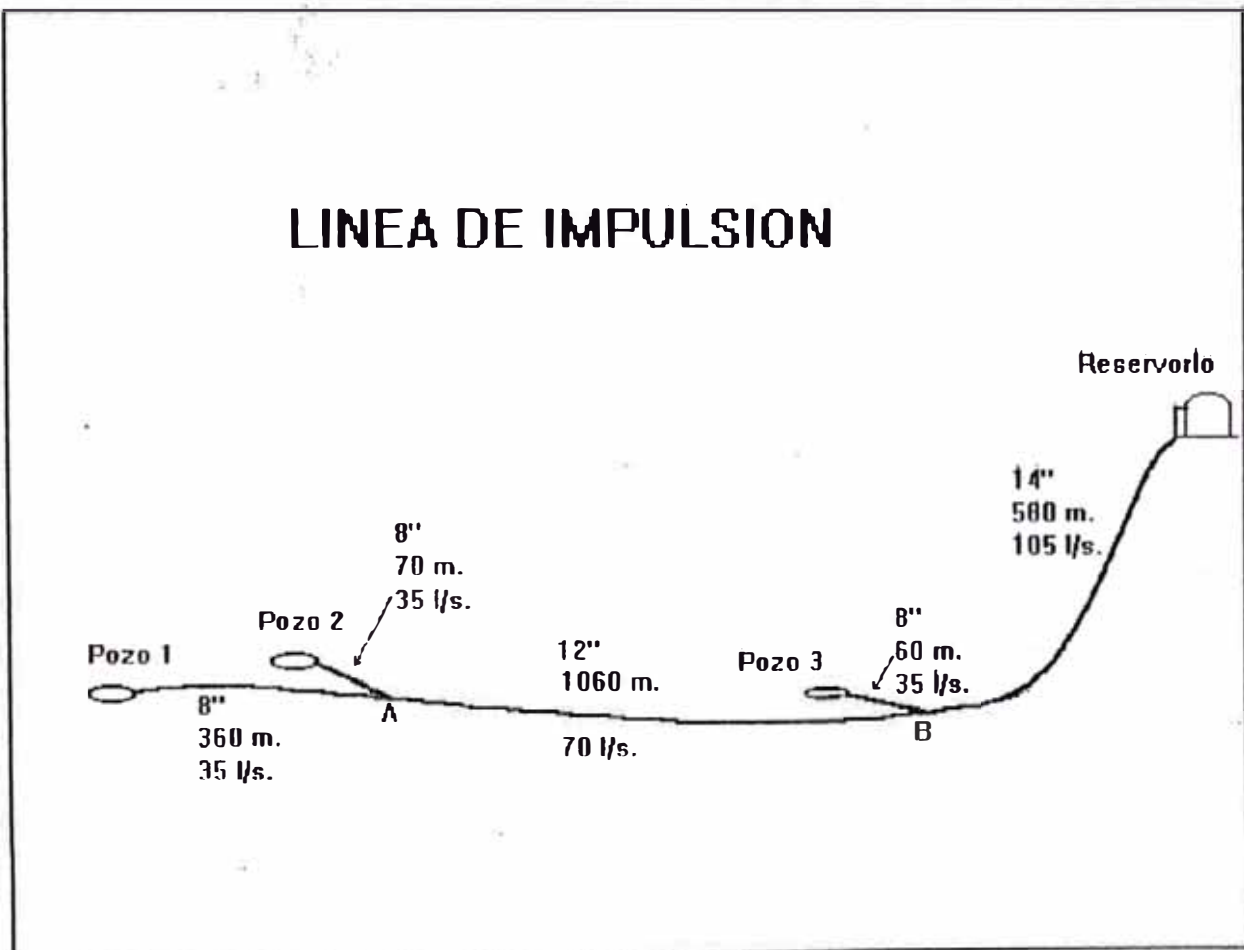 LINEA DE IMPULSION
Reservorio
14"
580 m.
105 l/s.
8"
70 m.
35 l/s.
Pozo 2
Pozo 1
8"
360 m.
35 l/s.
A
12"
1060 m.
70 l/s.
Pozo 3
8"
60 m.
35 l/s.
B